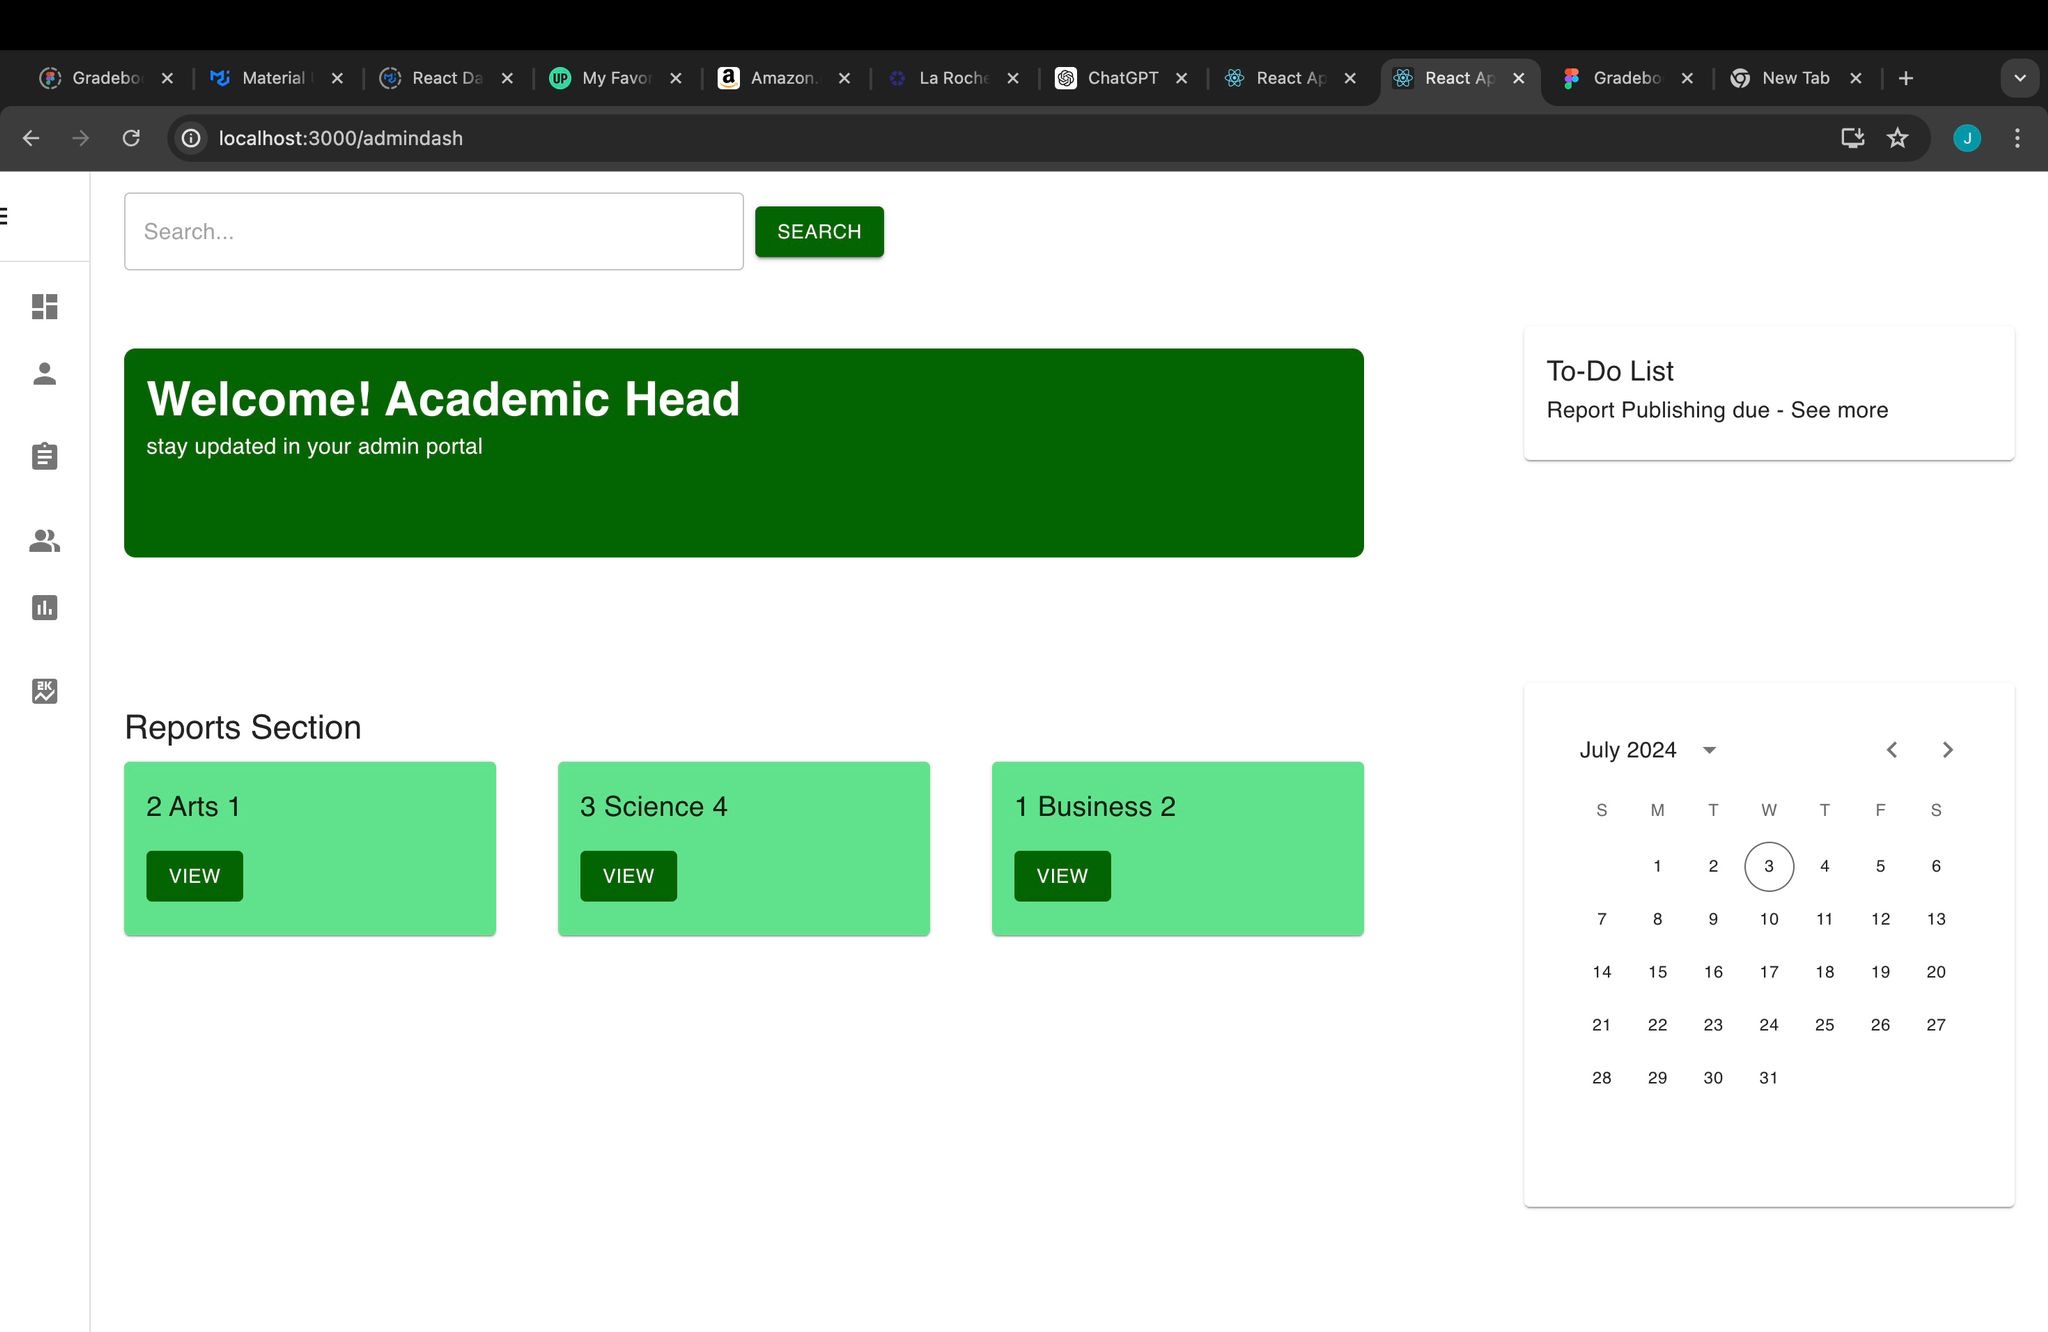 Gradebo
Material
React Da
UP
My Favor
Amazon.
La Roche
ChatGPT
React Ap
React Ap
Gradebo
New Tab
localhost:3000/admindash
J
Search...
SEARCH
Welcome! Academic Head
stay updated in your admin portal
To-Do List
Report Publishing due - See more
2K
Reports Section
2 Arts 1
VIEW
3 Science 4
VIEW
1 Business 2
VIEW
July 2024
S M T W T F S
1 2 3 4 5 6
7 8 9 10 11 12 13
14 15 16 17 18 19 20
21 22 23 24 25 26 27
28 29 30 31